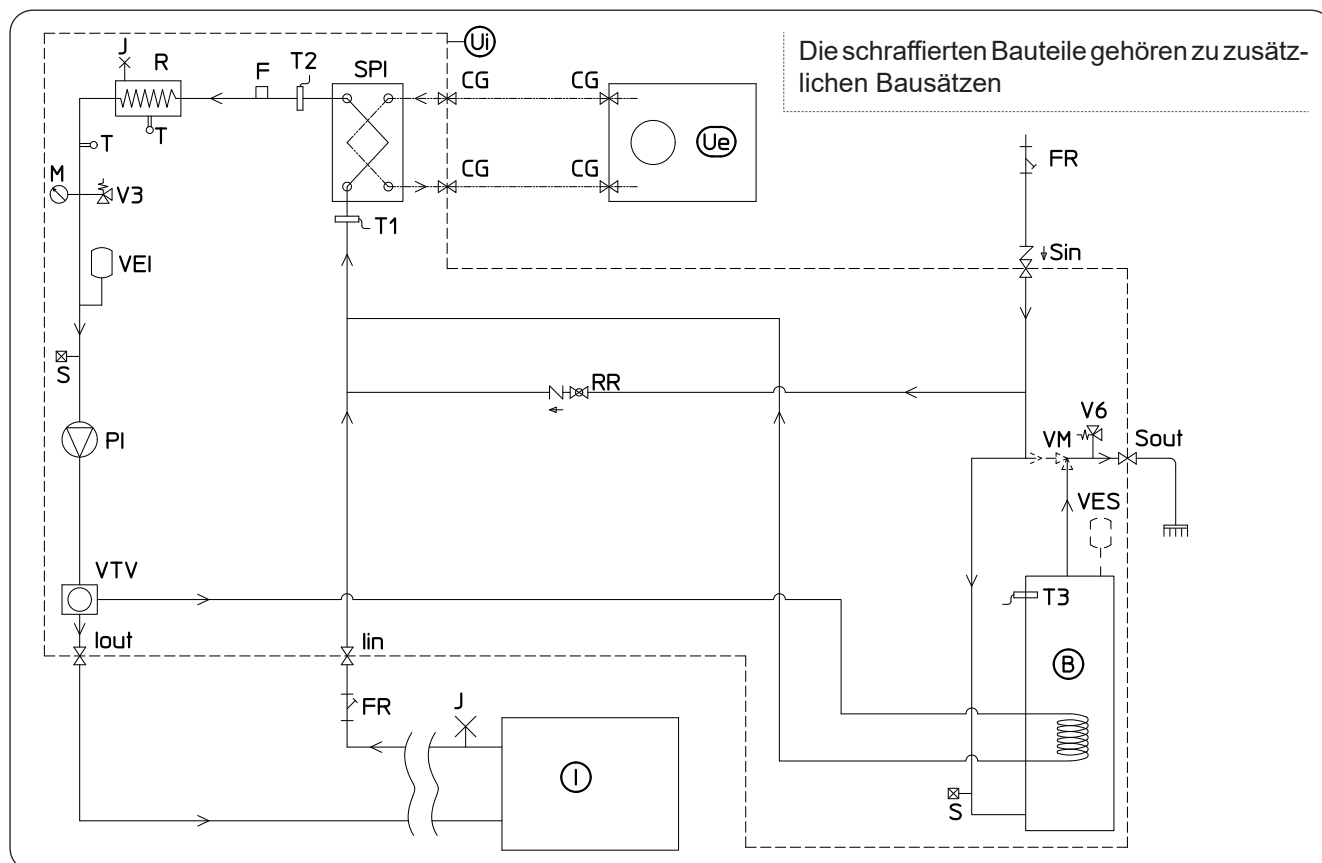 Die schraffierten Bauteile gehören zu zusätz-
lichen Bausätzen
Ui
J
R
F
T2
SPI
CG
CG
T
T
Ue
M
V3
CG
CG
T1
FR
VEI
Sin
S
RR
PI
V6
VM
Sout
VES
VTV
T3
Iout
Iin
B
FR
J
I
S